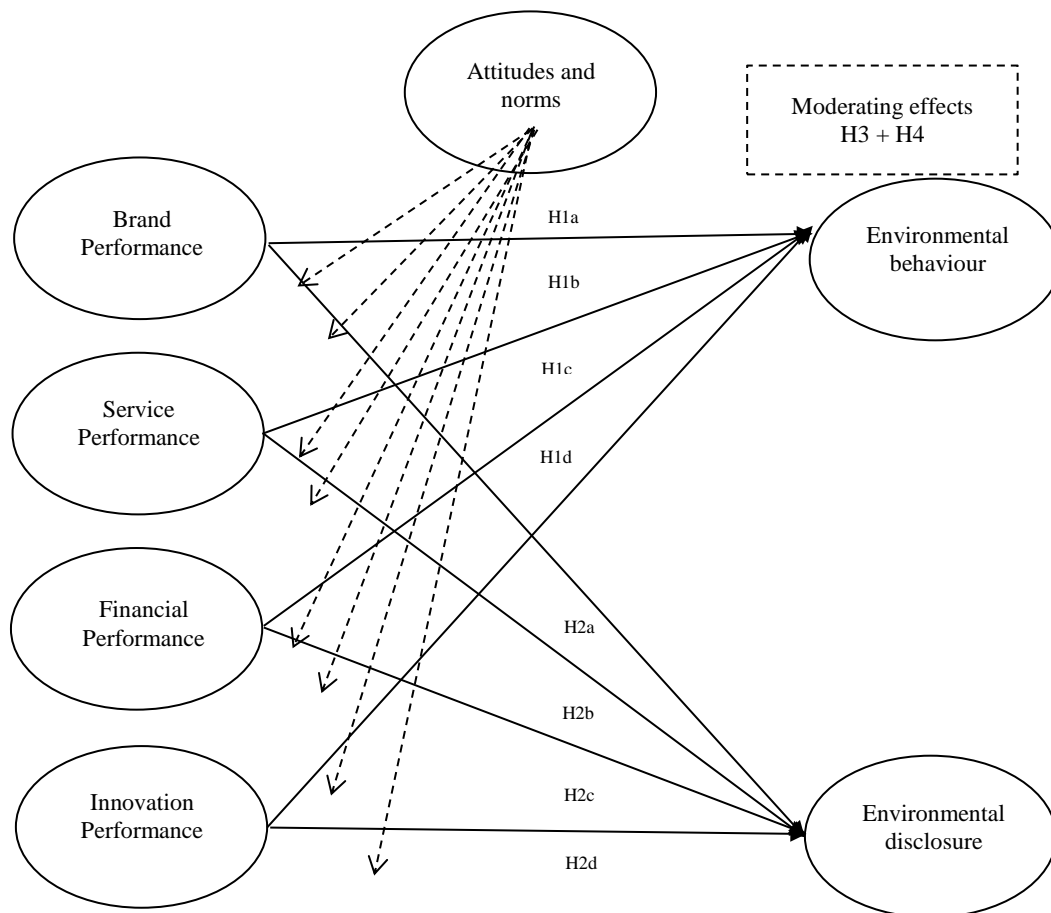 Attitudes and
norms
Moderating effects
H3 + H4
Brand
Performance
H1a
Environmental
behaviour
H1b
H1c
Service
Performance
H1d
Financial
Performance
H2a
H2b
Innovation
Performance
H2c
Environmental
disclosure
H2d